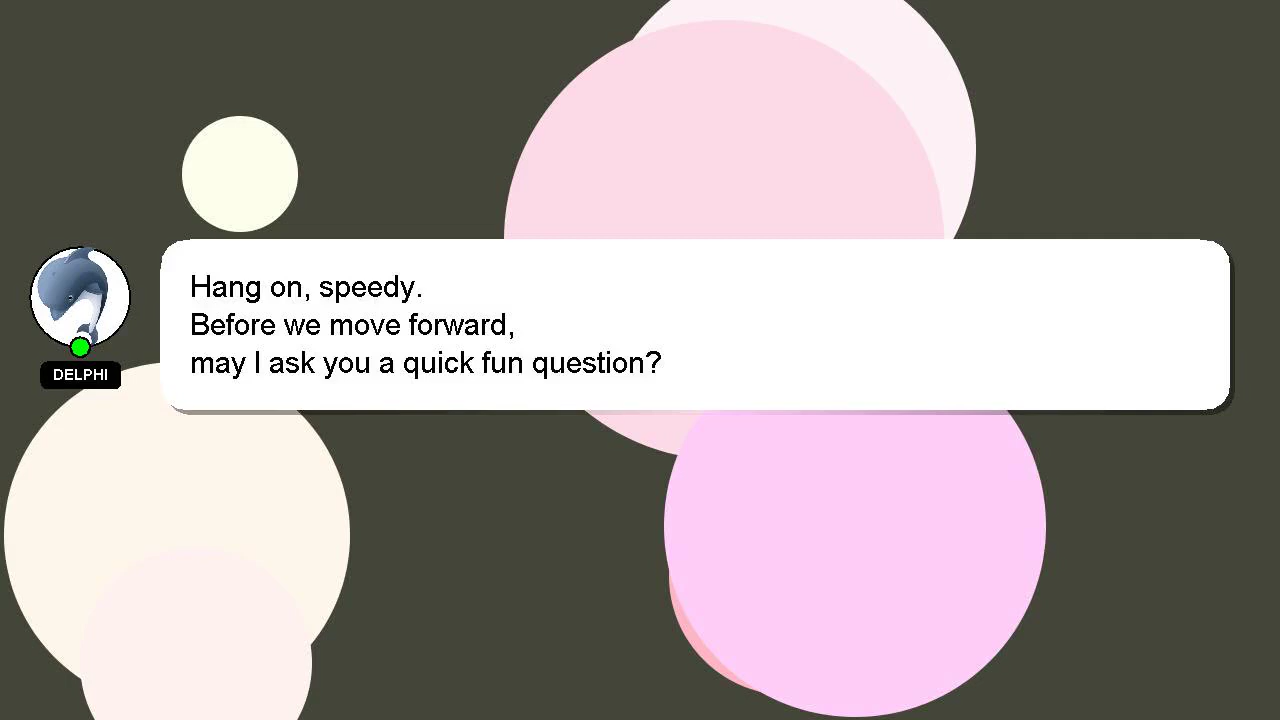 Hang on, speedy.
Before we move forward,
may I ask you a quick fun question?
DELPHI